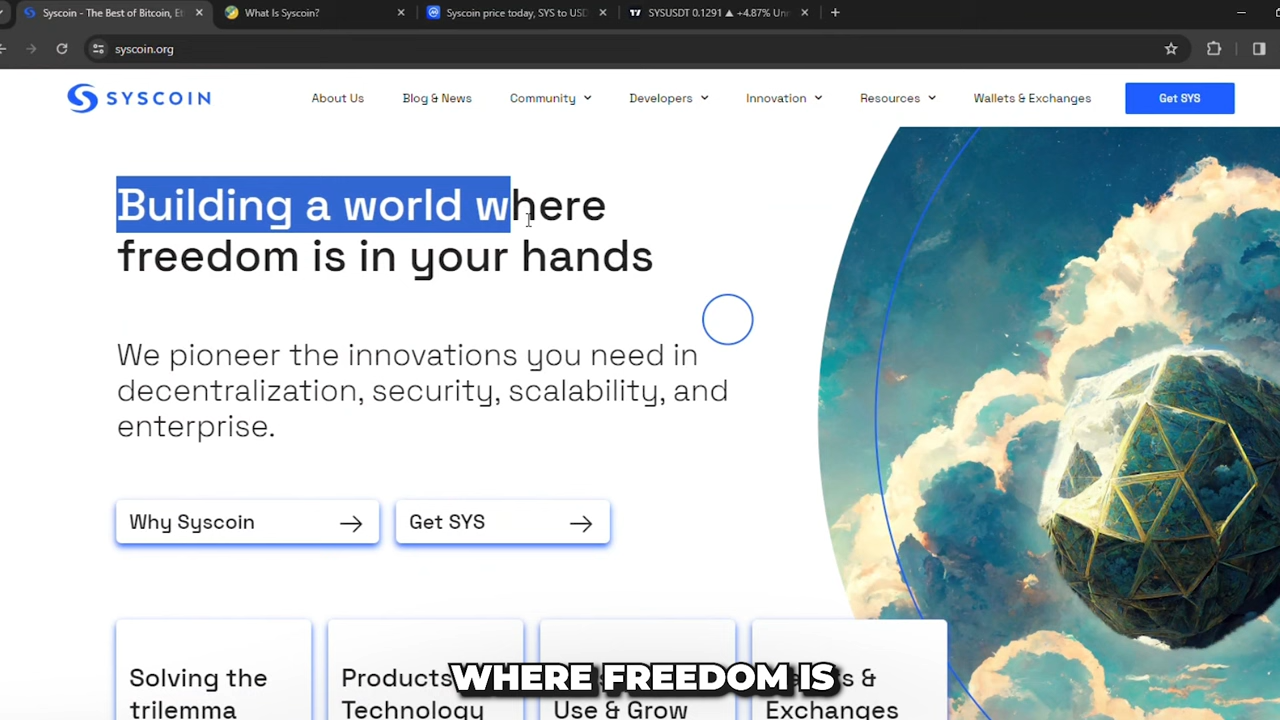 Syscoin - The Best of Bitcoin, Et
What Is Syscoin?
Syscoin price today, SYS to USD
SYSUSDT 0.1291 ▲ +4.87% Unn
syscoin.org
SYSCOIN
About Us
Blog & News
Community
Developers
Innovation
Resources
Wallets & Exchanges
Get SYS
Building a world where
freedom is in your hands
We pioneer the innovations you need in
decentralization, security, scalability, and
enterprise.
Why Syscoin
Get SYS
Solving the
trilemma
Products
Technology
Use & Grow
& 
Exchanges
WHERE FREEDOM IS